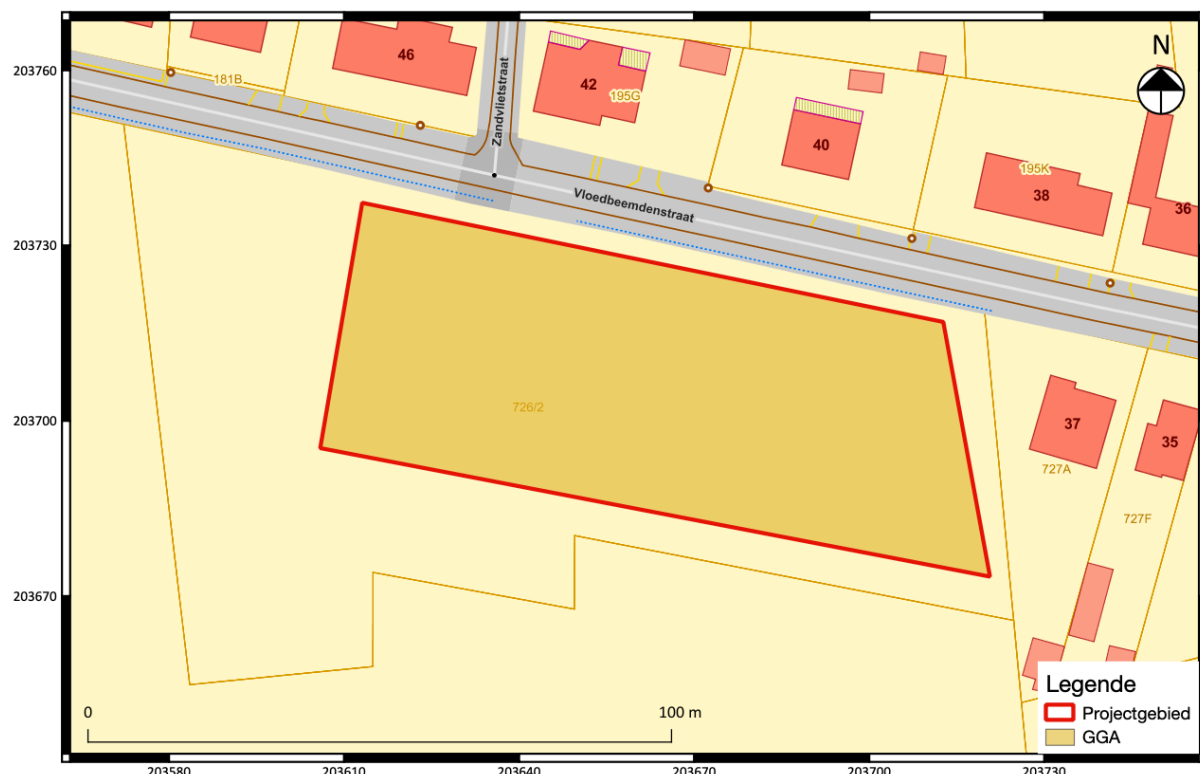 N
203760
203730
203700
203670
46
181B
Zandvlietstraat
42
195G
40
195K
38
36
Vloedbeemdenstraat
726/2
37
727A
35
727F
0
100 m
Legende
Projectgebied
GGA
203580
203610
203640
203670
203700
203730